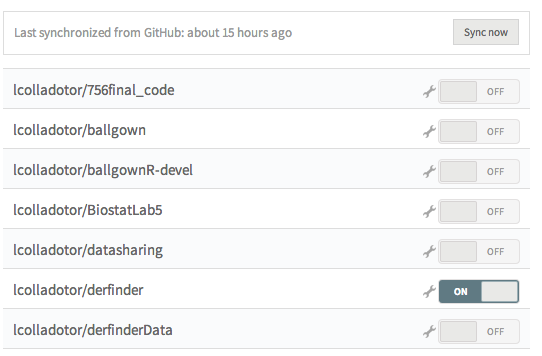 Last synchronized from GitHub: about 15 hours ago Sync now
lcolladotor/756final_code OFF
lcolladotor/ballgown OFF
lcolladotor/ballgownR-devel OFF
lcolladotor/BiostatLab5 OFF
lcolladotor/datasharing OFF
lcolladotor/derfinder ON
lcolladotor/derfinderData OFF